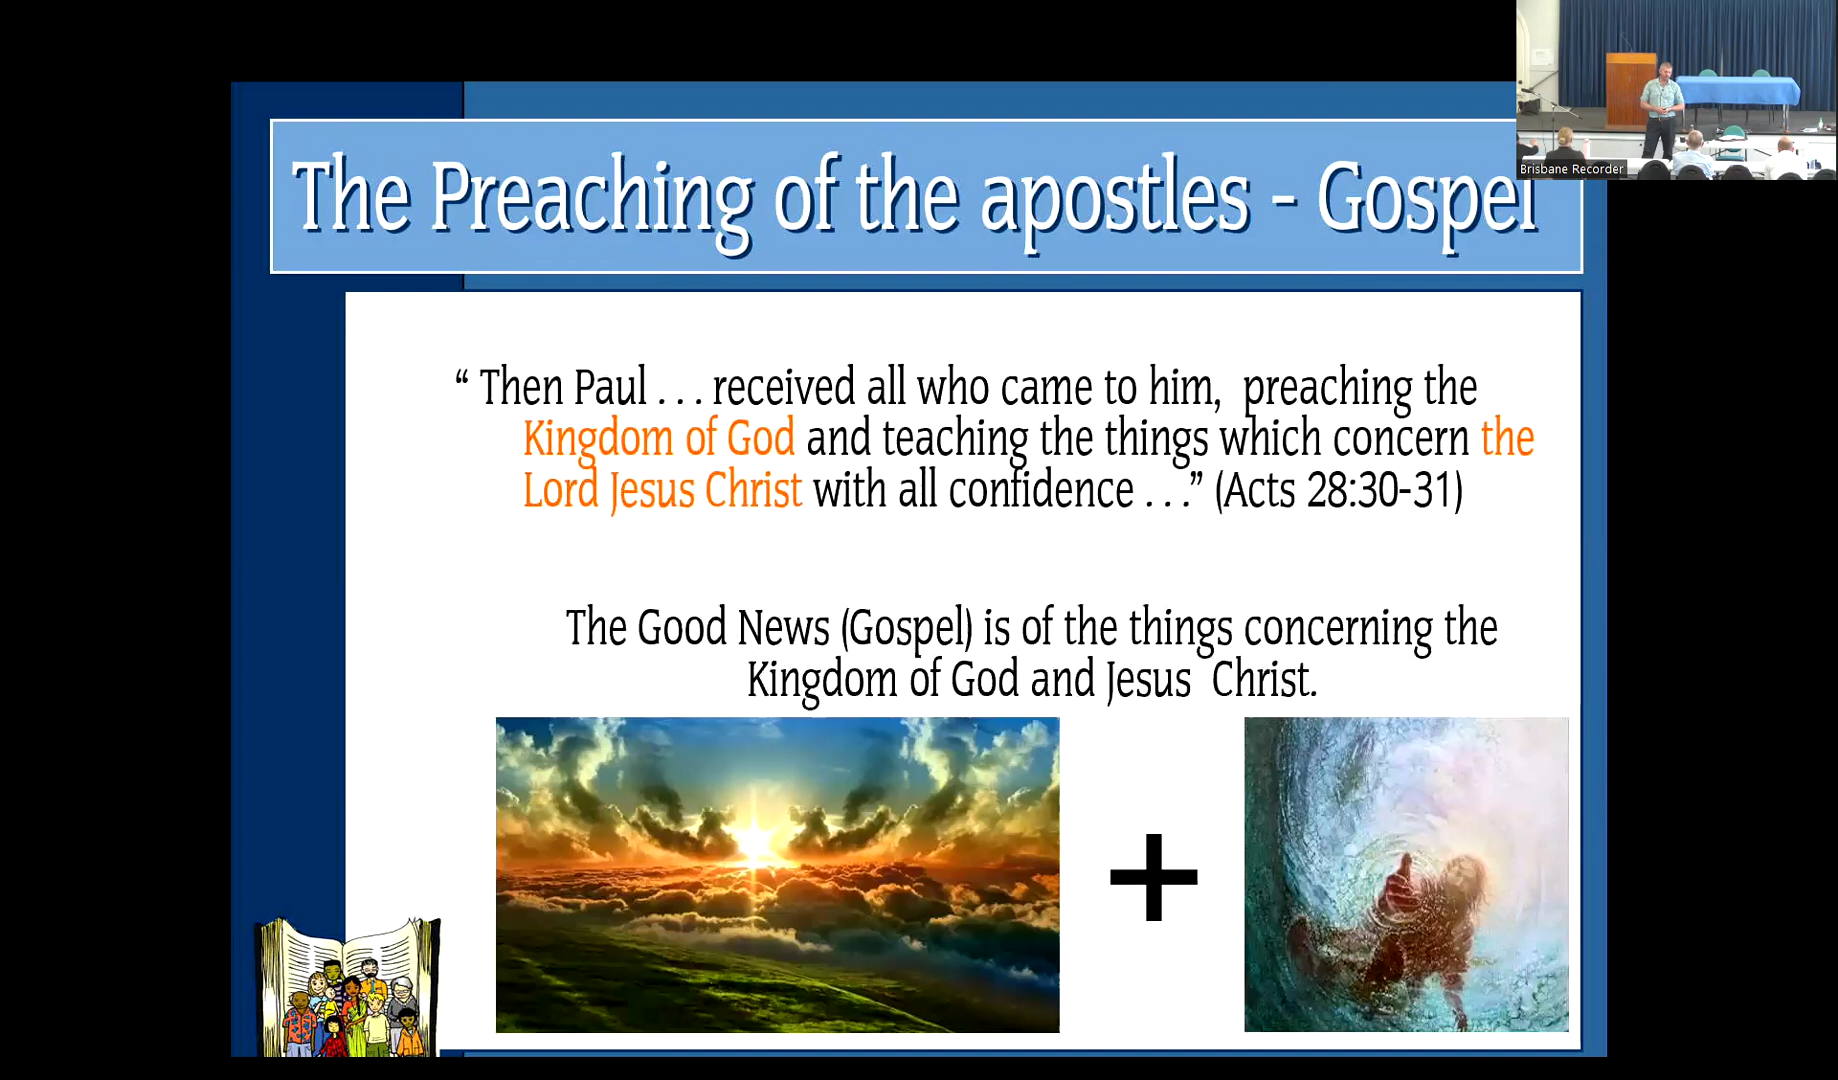 Brisbane Recorder
The Preaching of the apostles - Gospel
“ Then Paul . . . received all who came to him, preaching the
Kingdom of God and teaching the things which concern the
Lord Jesus Christ with all confidence . . .” (Acts 28:30-31)
The Good News (Gospel) is of the things concerning the
Kingdom of God and Jesus Christ.
+